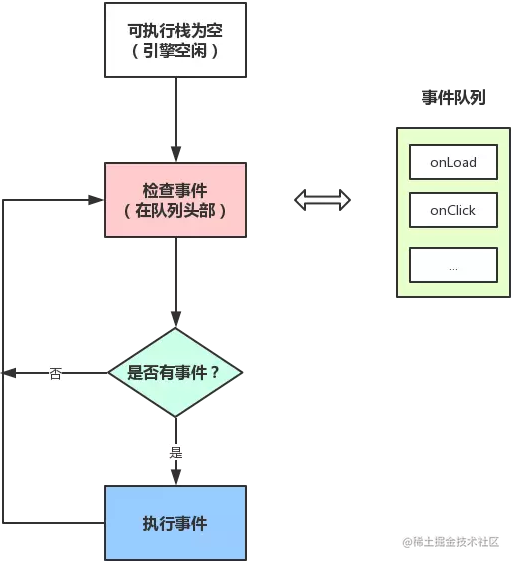 可执行栈为空
（引擎空闲）
事件队列
检查事件
（在队列头部）
onLoad
onClick
...
是否有事件？
否
是
执行事件
@稀土掘金技术社区